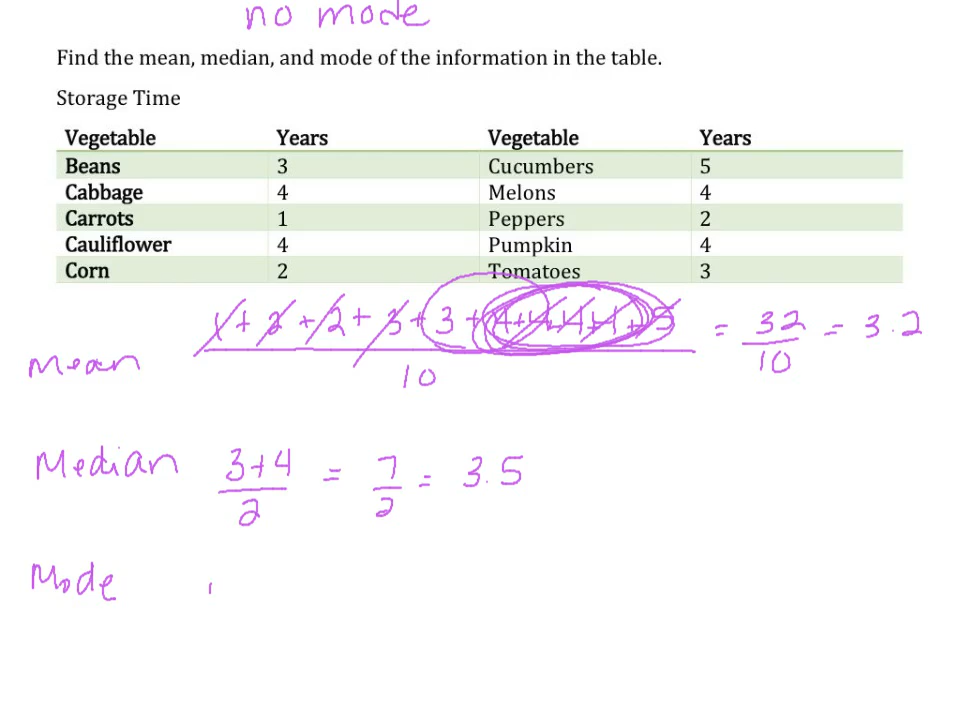 no mode
Find the mean, median, and mode of the information in the table.
Storage Time
Vegetable Years Vegetable Years
Beans 3 Cucumbers 5
Cabbage 4 Melons 4
Carrots 1 Peppers 2
Cauliflower 4 Pumpkin 4
Corn 2 Tomatoes 3
1+2+2+3+3+4+4+4+4+5 = 32 = 3.2
Mean 10 10
Median 3+4 = 7 = 3.5
2 2
Mode